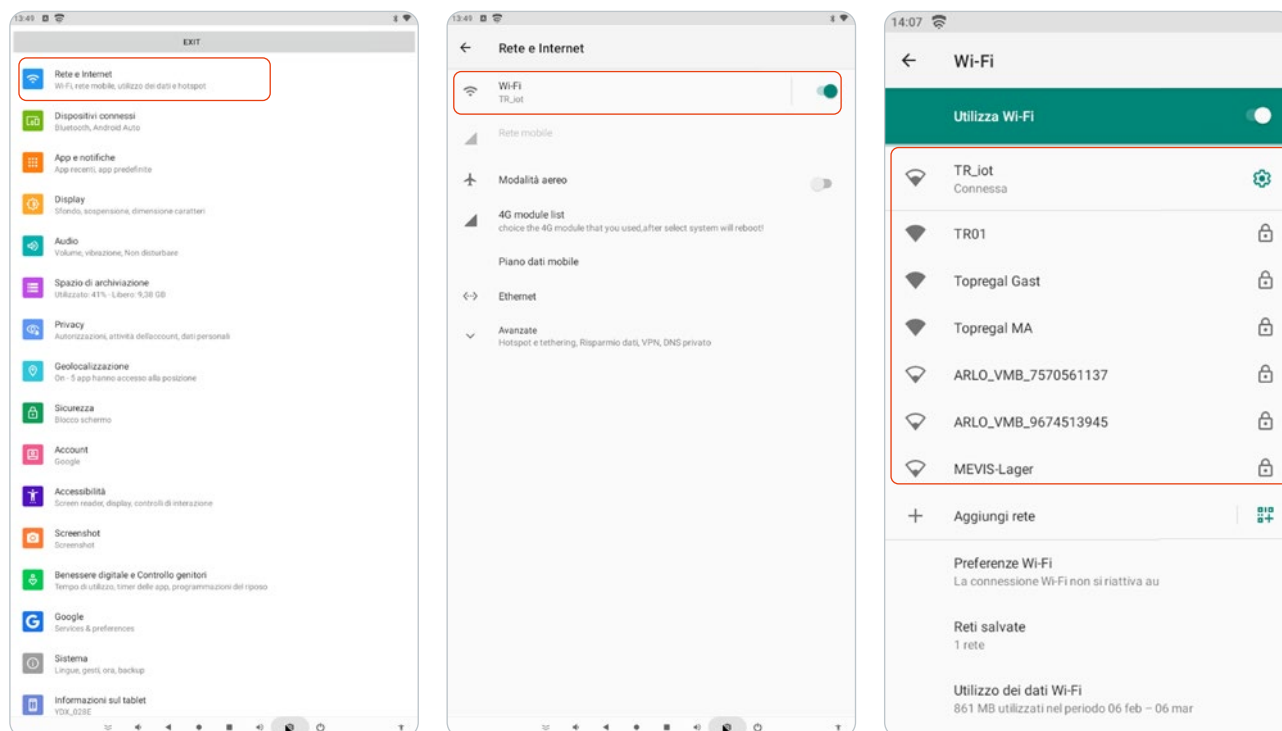 13:49
EXIT
Rete e Internet
Wi-Fi, rete mobile, utilizzo dei dati e hotspot
Dispositivi connessi
Bluetooth, Android Auto
App e notifiche
App recenti, app predefinite
Display
Sfondo, sospensione, dimensione caratteri
Audio
Volume, vibrazione, Non disturbare
Spazio di archiviazione
Utilizzato: 41% - Libero: 9,38 GB
Privacy
Autorizzazioni, attività dell'account, dati personali
Geolocalizzazione
On - 5 app hanno accesso alla posizione
Sicurezza
Blocco schermo
Account
Google
Accessibilità
Screen reader, display, controlli di interazione
Screenshot
Screenshot
Benessere digitale e Controllo genitori
Tempo di utilizzo, timer delle app, programmazioni del riposo
Google
Services & preferences
Sistema
Lingue, gesti, ora, backup
Informazioni sul tablet
YDX_028E
13:49
Rete e Internet
Wi-Fi
TR_iot
Rete mobile
Modalità aereo
4G module list
choice the 4G module that you used,after select system will reboot!
Piano dati mobile
Ethernet
Avanzate
Hotspot e tethering, Risparmio dati, VPN, DNS privato
14:07
Wi-Fi
Utilizza Wi-Fi
TR_iot
Connessa
TR01
Topregal Gast
Topregal MA
ARLO_VMB_7570561137
ARLO_VMB_9674513945
MEVIS-Lager
Aggiungi rete
Preferenze Wi-Fi
La connessione Wi-Fi non si riattiva au
Reti salvate
1 rete
Utilizzo dei dati Wi-Fi
861 MB utilizzati nel periodo 06 feb – 06 mar